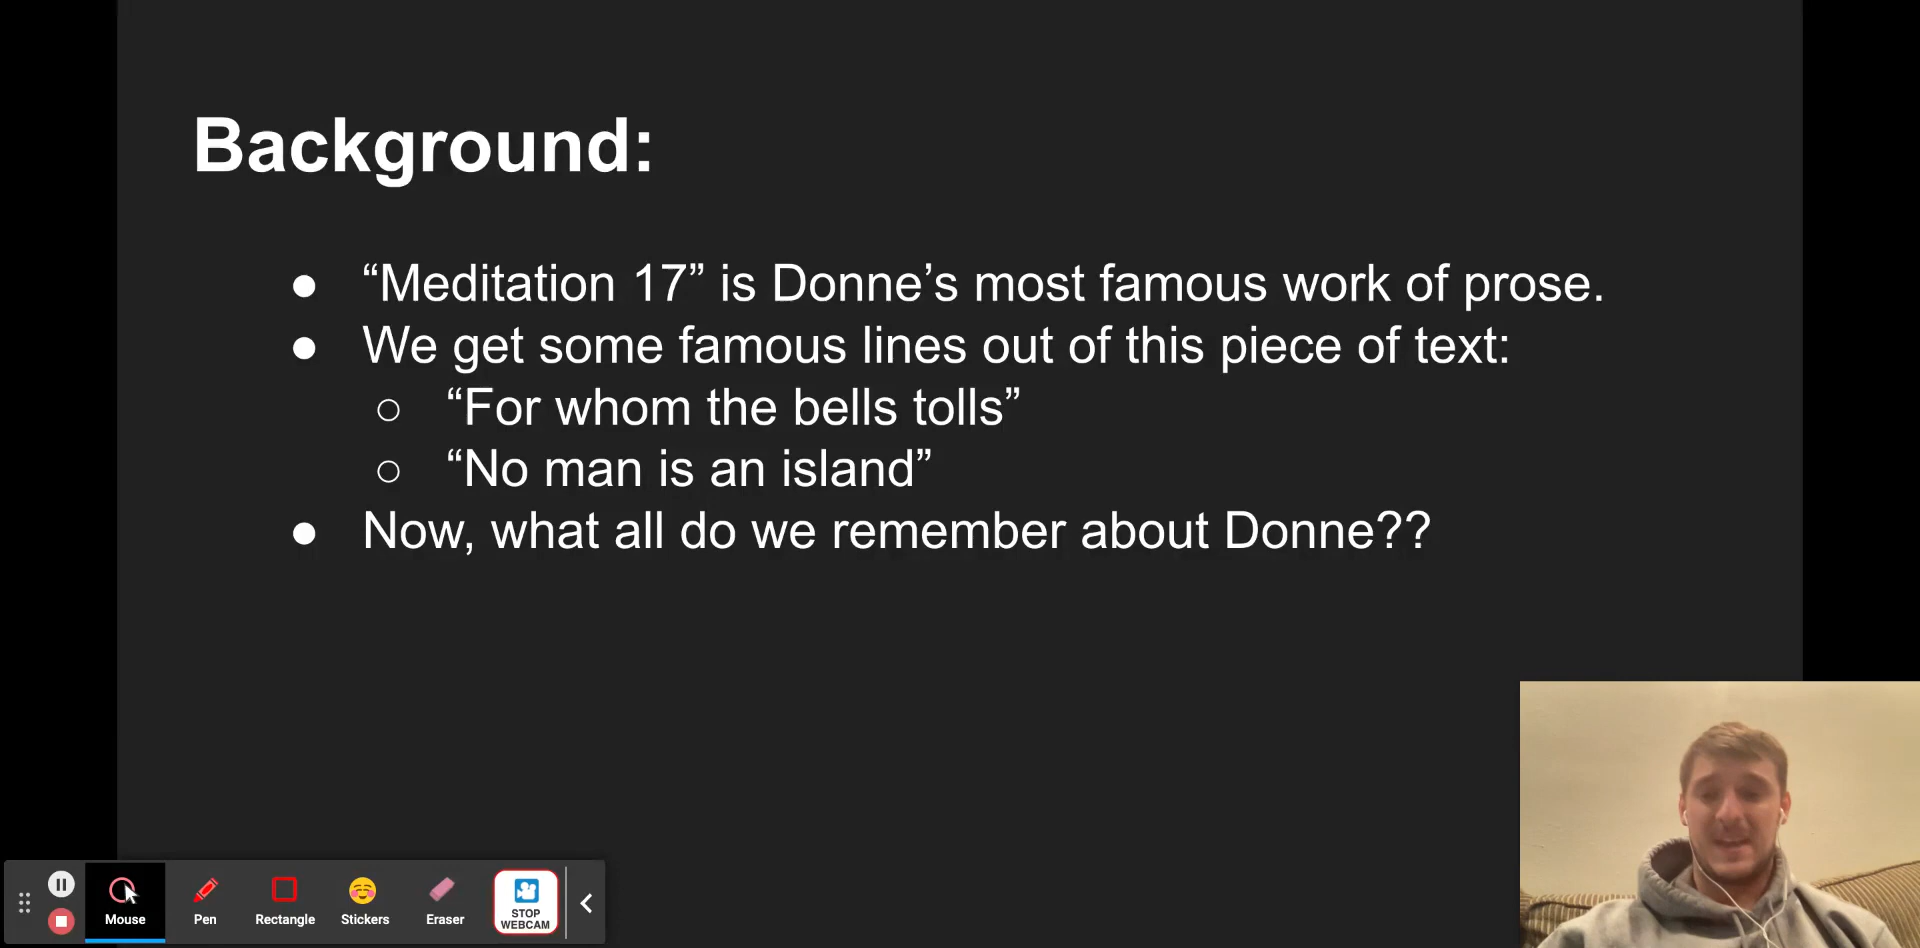 Background:
● “Meditation 17” is Donne’s most famous work of prose.
● We get some famous lines out of this piece of text:
○ “For whom the bells tolls”
○ “No man is an island”
● Now, what all do we remember about Donne??
Mouse
Pen
Rectangle
Stickers
Eraser
STOP
WEBCAM